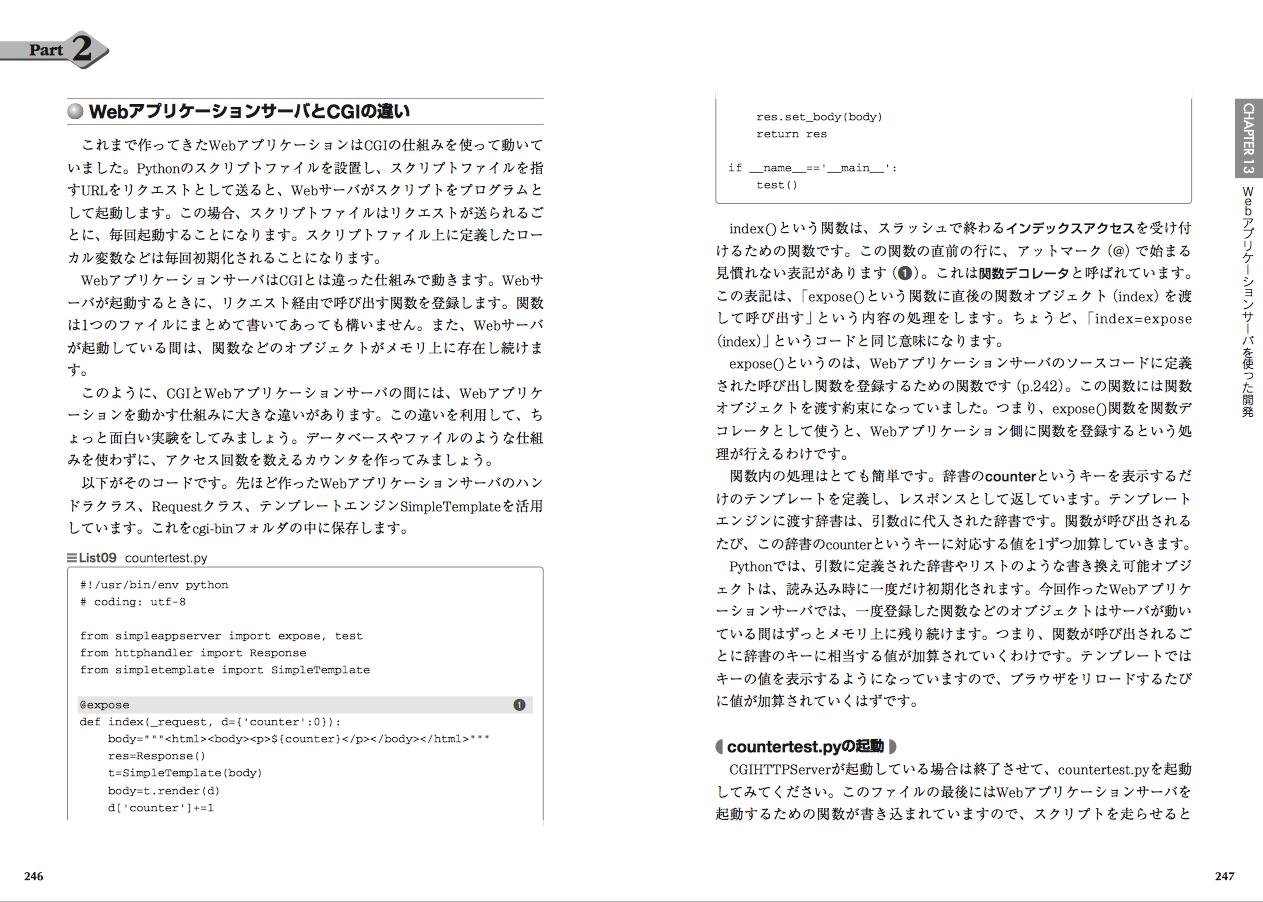 Part 2
WebアプリケーションサーバとCGIの違い
これまで作ってきたWebアプリケーションはCGIの仕組みを使って動いて
いました。Pythonのスクリプトファイルを設置し、スクリプトファイルを指
すURLをリクエストとして送ると、Webサーバがスクリプトをプログラムと
して起動します。この場合、スクリプトファイルはリクエストが送られるご
とに、毎回起動することになります。スクリプトファイル上に定義したロー
カル変数などは毎回初期化されることになります。
WebアプリケーションサーバはCGIとは違った仕組みで動きます。Webサ
ーバが起動するときに、リクエスト経由で呼び出す関数を登録します。関数
は1つのファイルにまとめて書いてあっても構いません。また、Webサーバ
が起動している間は、関数などのオブジェクトがメモリ上に存在し続けま
す。
このように、CGIとWebアプリケーションサーバの間には、Webアプリケ
ーションを動かす仕組みに大きな違いがあります。この違いを利用して、ち
ょっと面白い実験をしてみましょう。データベースやファイルのような仕組
みを使わずに、アクセス回数を数えるカウンタを作ってみましょう。
以下がそのコードです。先ほど作ったWebアプリケーションサーバのハン
ドラクラス、Requestクラス、テンプレートエンジンSimpleTemplateを活用
しています。これをcgi-binフォルダの中に保存します。
List09 countertest.py
#!/usr/bin/env python
# coding: utf-8
from simpleappserver import expose, test
from httphandler import Response
from simpletemplate import SimpleTemplate
@expose ❶
def index(_request, d={'counter':0}):
    body="""<html><body><p>${counter}</p></body></html>"""
    res=Response()
    t=SimpleTemplate(body)
    body=t.render(d)
    d['counter']+=1
246
    res.set_body(body)
    return res
if __name__=='__main__':
    test()
index()という関数は、スラッシュで終わるインデックスアクセスを受け付
けるための関数です。この関数の直前の行に、アットマーク(@)で始まる
見慣れない表記があります(❶)。これは関数デコレータと呼ばれています。
この表記は、「expose()という関数に直後の関数オブジェクト(index)を渡
して呼び出す」という内容の処理をします。ちょうど、「index=expose
(index)」というコードと同じ意味になります。
expose()というのは、Webアプリケーションサーバのソースコードに定義
された呼び出し関数を登録するための関数です(p.242)。この関数には関数
オブジェクトを渡す約束になっていました。つまり、expose()関数を関数デ
コレータとして使うと、Webアプリケーション側に関数を登録するという処
理が行えるわけです。
関数内の処理はとても簡単です。辞書のcounterというキーを表示するだ
けのテンプレートを定義し、レスポンスとして返しています。テンプレート
エンジンに渡す辞書は、引数dに代入された辞書です。関数が呼び出される
たび、この辞書のcounterというキーに対応する値を1ずつ加算していきます。
Pythonでは、引数に定義された辞書やリストのような書き換え可能オブジ
ェクトは、読み込み時に一度だけ初期化されます。今回作ったWebアプリケ
ーションサーバでは、一度登録した関数などのオブジェクトはサーバが動い
ている間はずっとメモリ上に残り続けます。つまり、関数が呼び出されるご
とに辞書のキーに相当する値が加算されていくわけです。テンプレートでは
キーの値を表示するようになっていますので、ブラウザをリロードするたび
に値が加算されていくはずです。
countertest.pyの起動
CGIHTTPServerが起動している場合は終了させて、countertest.pyを起動
してみてください。このファイルの最後にはWebアプリケーションサーバを
起動するための関数が書き込まれていますので、スクリプトを走らせると
CHAPTER 13
Webアプリケーションサーバを使った開発
247